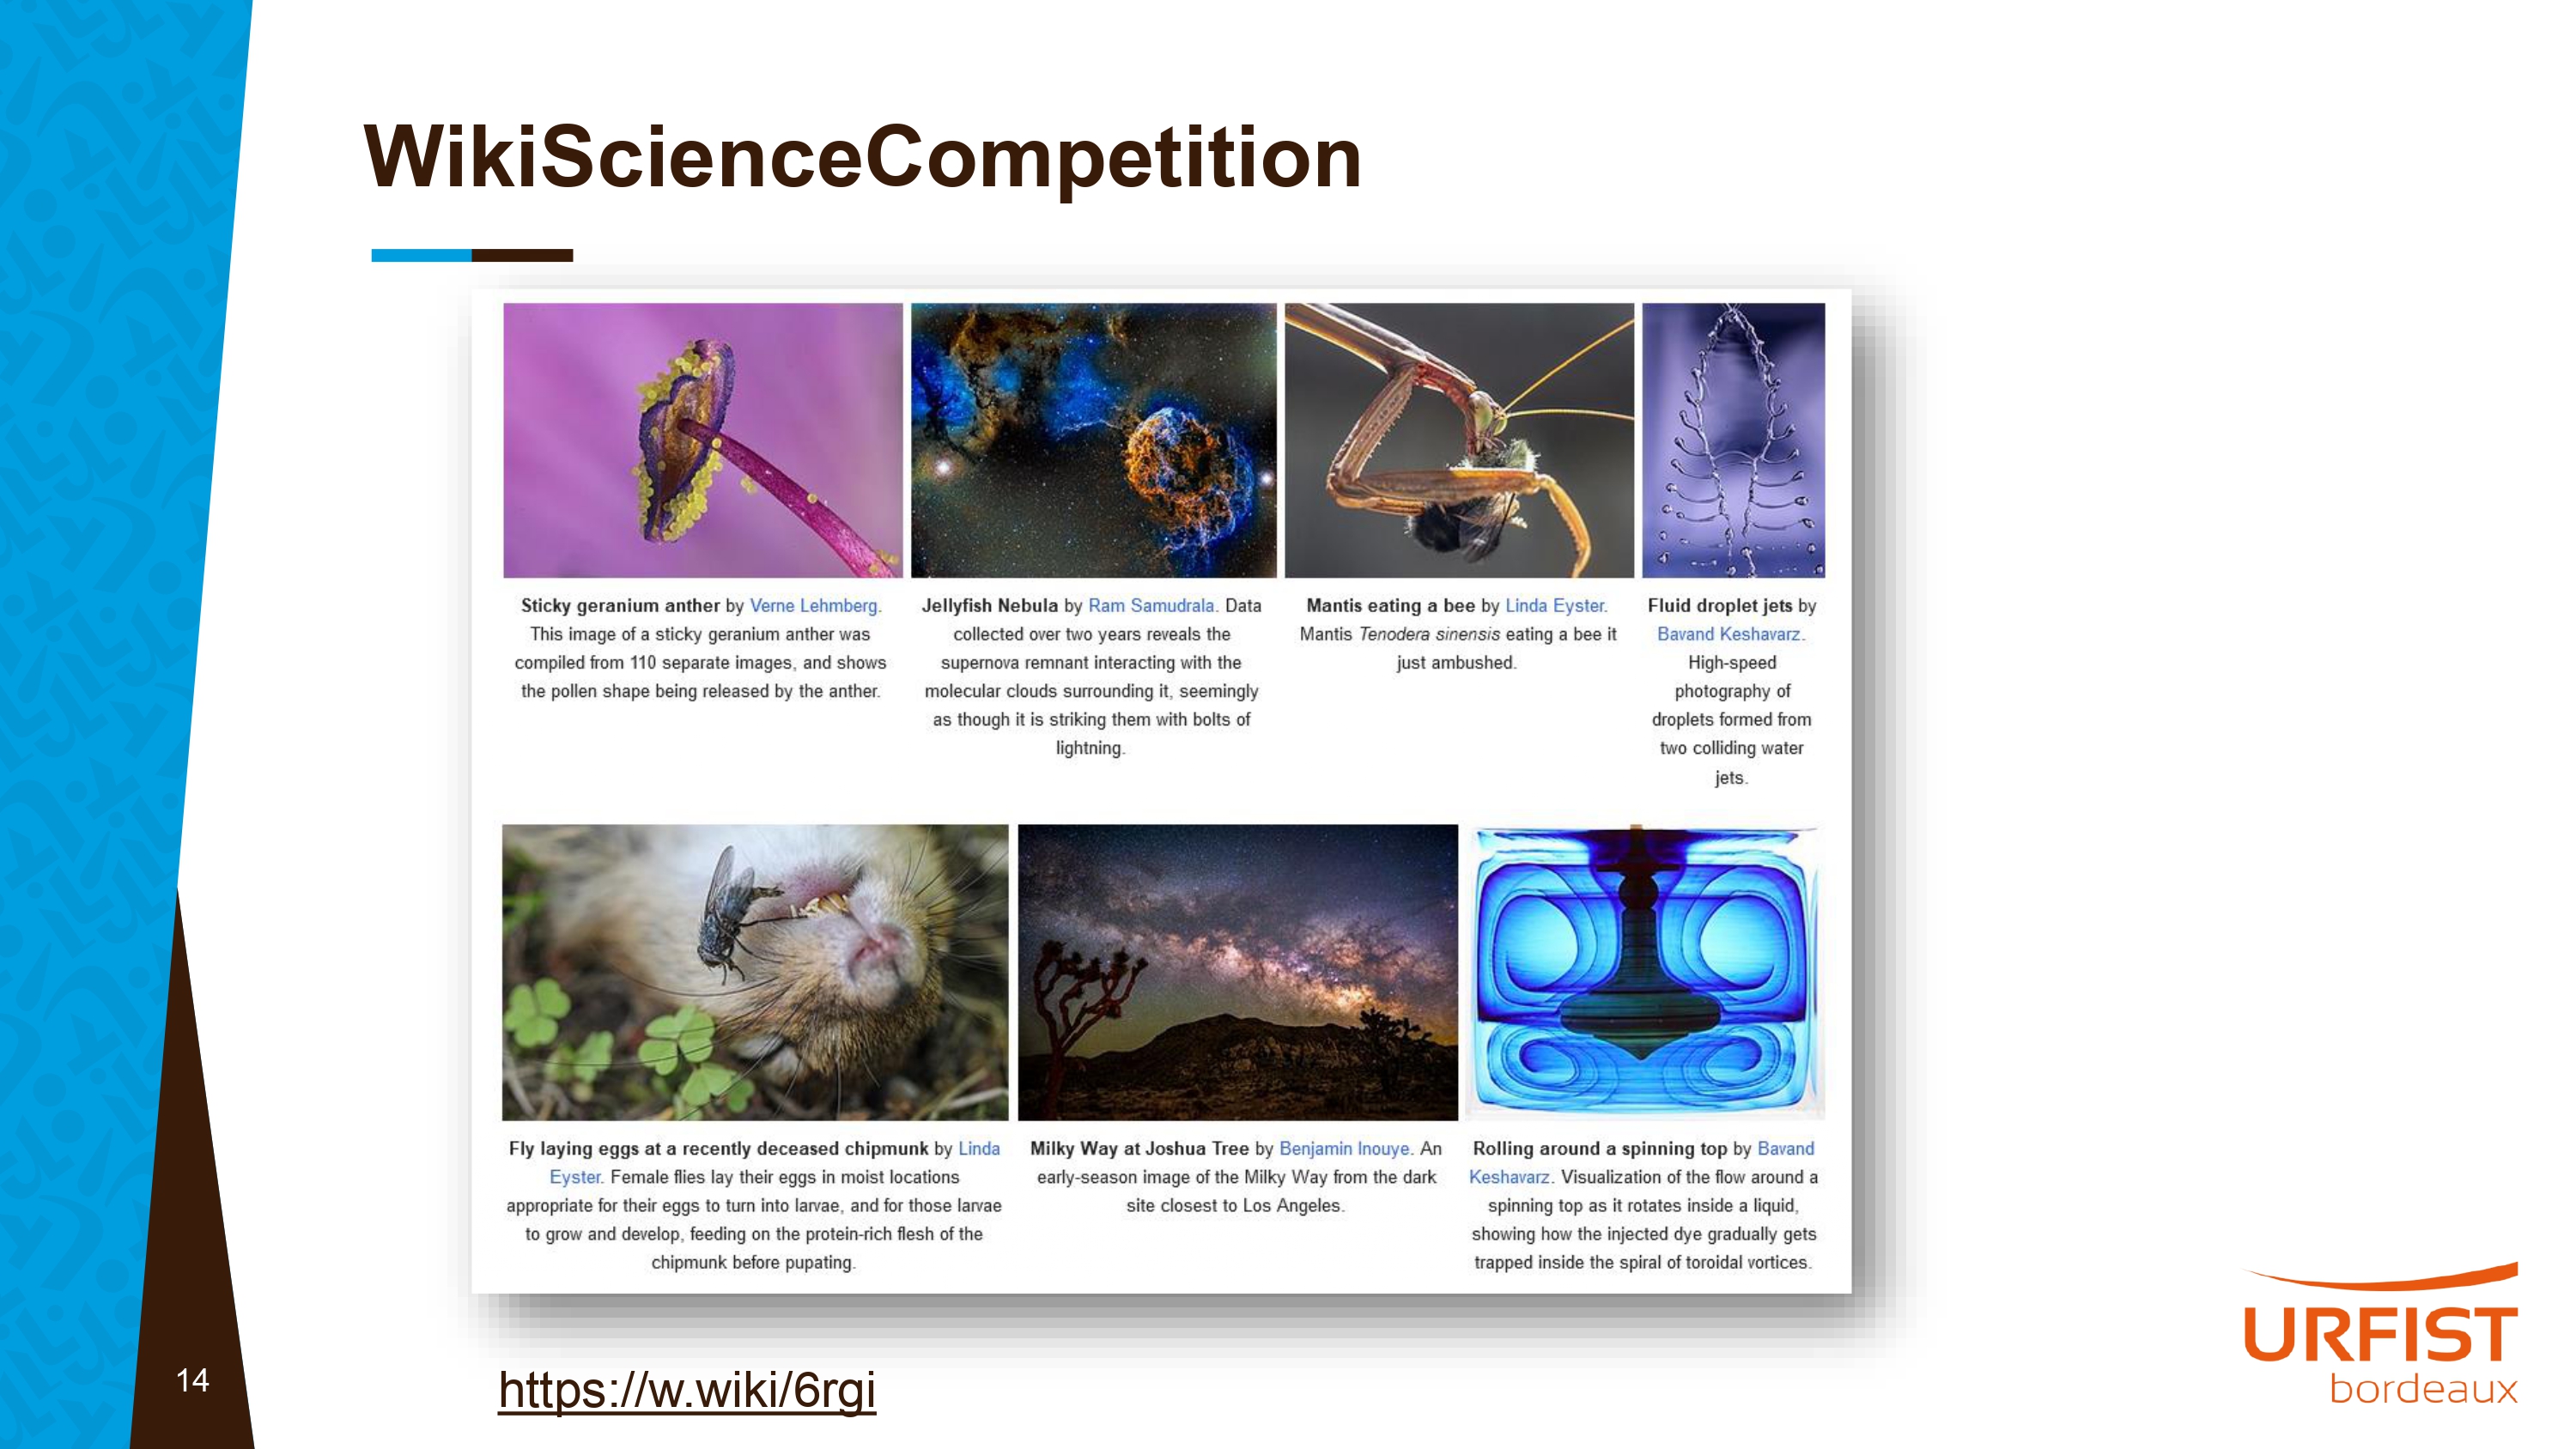 WikiScienceCompetition
Sticky geranium anther by Verne Lehmberg.
This image of a sticky geranium anther was
compiled from 110 separate images, and shows
the pollen shape being released by the anther.
Jellyfish Nebula by Ram Samudrala. Data
collected over two years reveals the
supernova remnant interacting with the
molecular clouds surrounding it, seemingly
as though it is striking them with bolts of
lightning.
Mantis eating a bee by Linda Eyster.
Mantis Tenodera sinensis eating a bee it
just ambushed.
Fluid droplet jets by
Bavand Keshavarz.
High-speed
photography of
droplets formed from
two colliding water
jets.
Fly laying eggs at a recently deceased chipmunk by Linda
Eyster. Female flies lay their eggs in moist locations
appropriate for their eggs to turn into larvae, and for those larvae
to grow and develop, feeding on the protein-rich flesh of the
chipmunk before pupating.
Milky Way at Joshua Tree by Benjamin Inouye. An
early-season image of the Milky Way from the dark
site closest to Los Angeles.
Rolling around a spinning top by Bavand
Keshavarz. Visualization of the flow around a
spinning top as it rotates inside a liquid,
showing how the injected dye gradually gets
trapped inside the spiral of toroidal vortices.
14
https://w.wiki/6rgi
URFIST
bordeaux